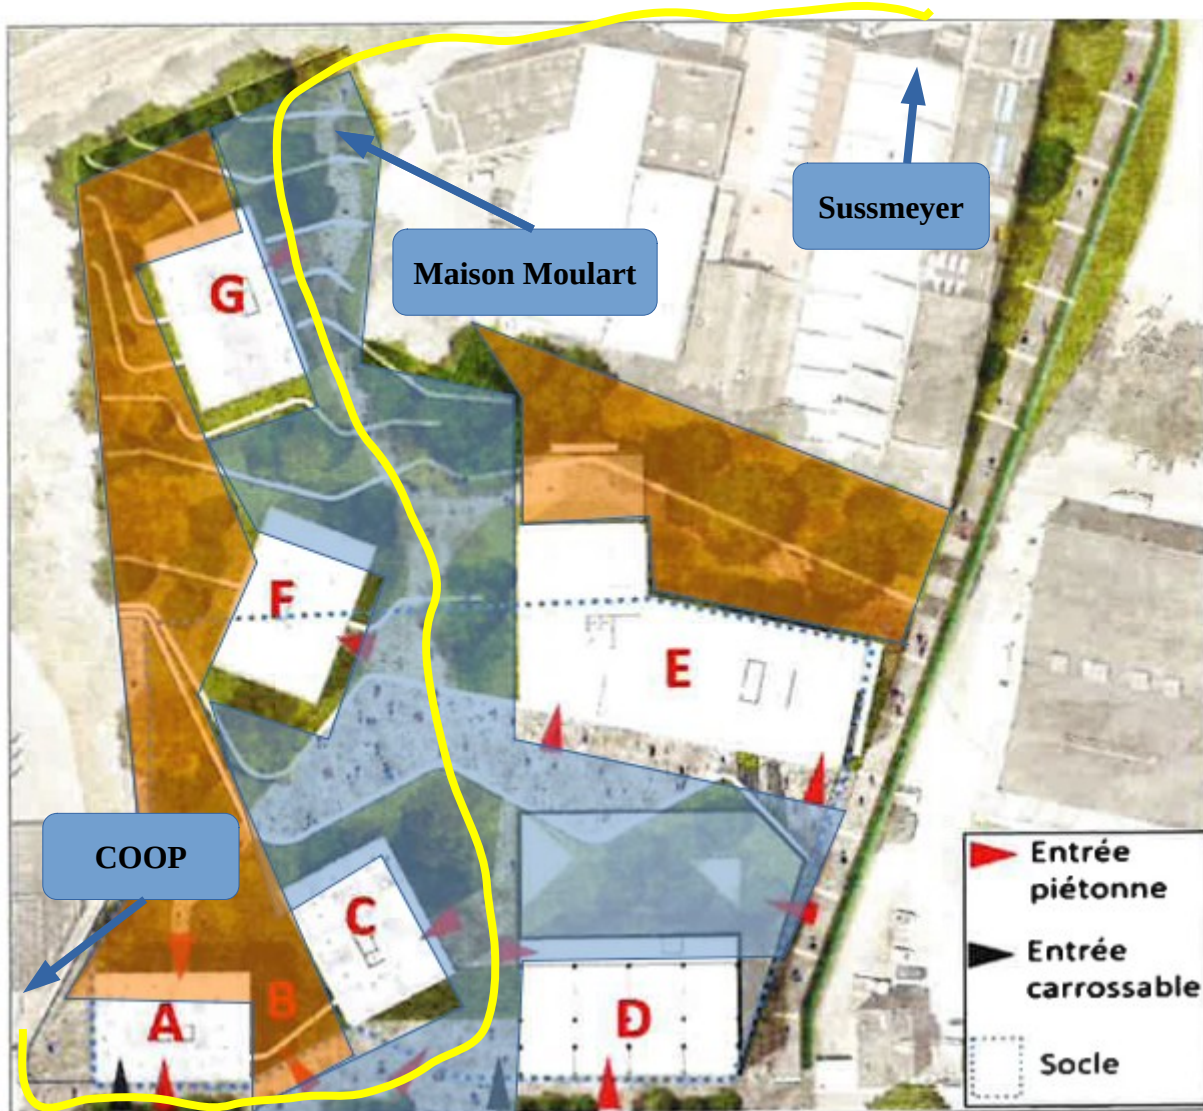 Sussmeyer
Maison Moulart
G
F
E
COOP
C
B
A
D
Entrée
piétonne
Entrée
carrossable
Socle